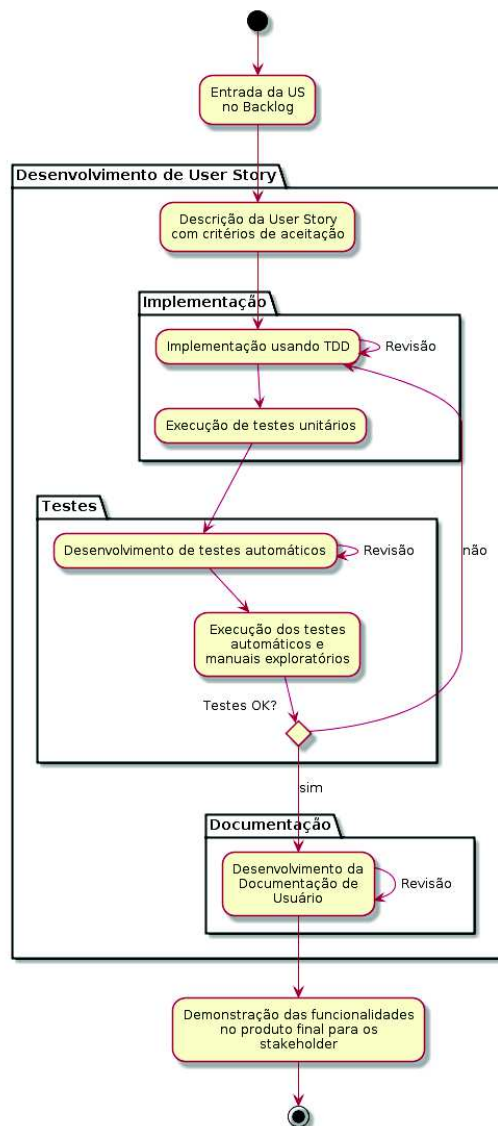 Entrada da US
no Backlog
Desenvolvimento de User Story
Descrição da User Story
com critérios de aceitação
Implementação
Implementação usando TDD
Revisão
Execução de testes unitários
Testes
Desenvolvimento de testes automáticos
Revisão
não
Execução dos testes
automáticos e
manuais exploratórios
Testes OK?
sim
Documentação
Desenvolvimento da
Documentação de
Usuário
Revisão
Demonstração das funcionalidades
no produto final para os
stakeholder